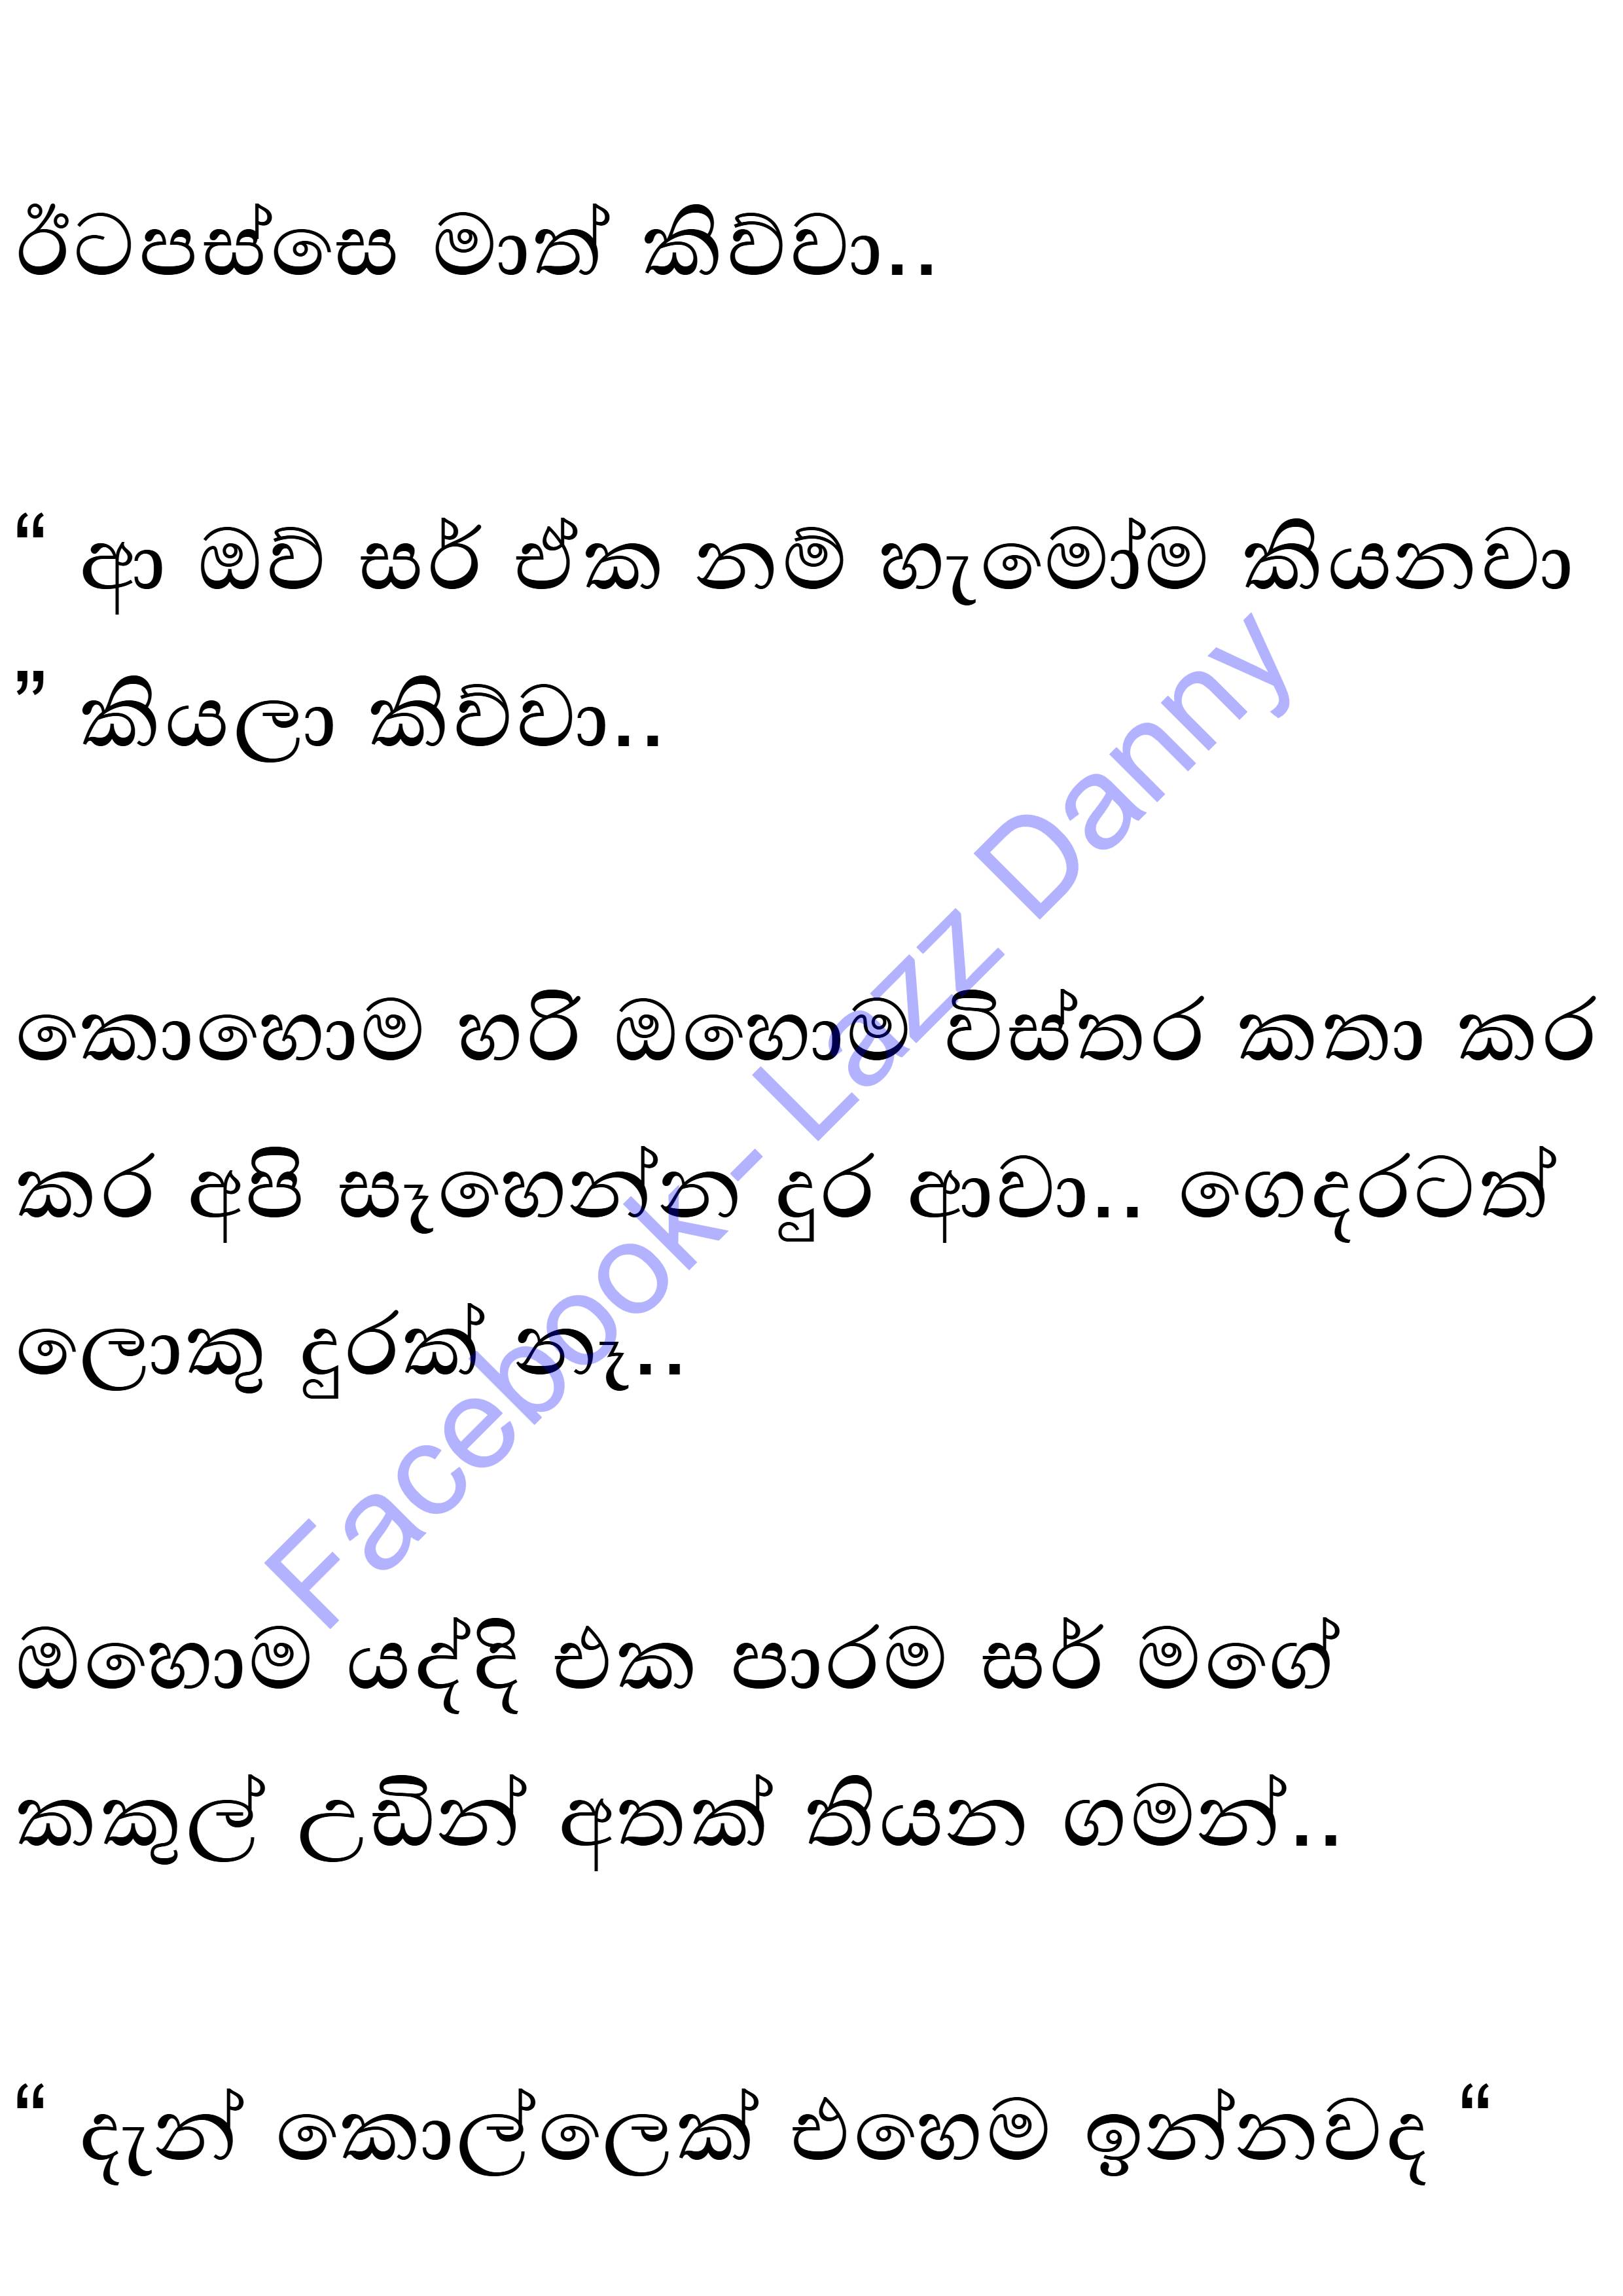 ඊටපස්සෙ මාත් කිව්වා..
“ ආ ඔව් සර් ඒක නම් හැමෝම කියනවා
” කියලා කිව්වා..
කොහොම හරි ඔහොම විස්තර කතා කර
කර අපි සෑහෙන්න දුර ආවා.. ගෙදරටත්
ලොකු දුරක් නෑ..
ඔහොම යද්දි එක පාරම සර් මගේ
කකුල් උඩින් අතක් තියන ගමන්..
“ දැන් කොල්ලෙක් එහෙම ඉන්නවද “
Facebook- Lazz Danny